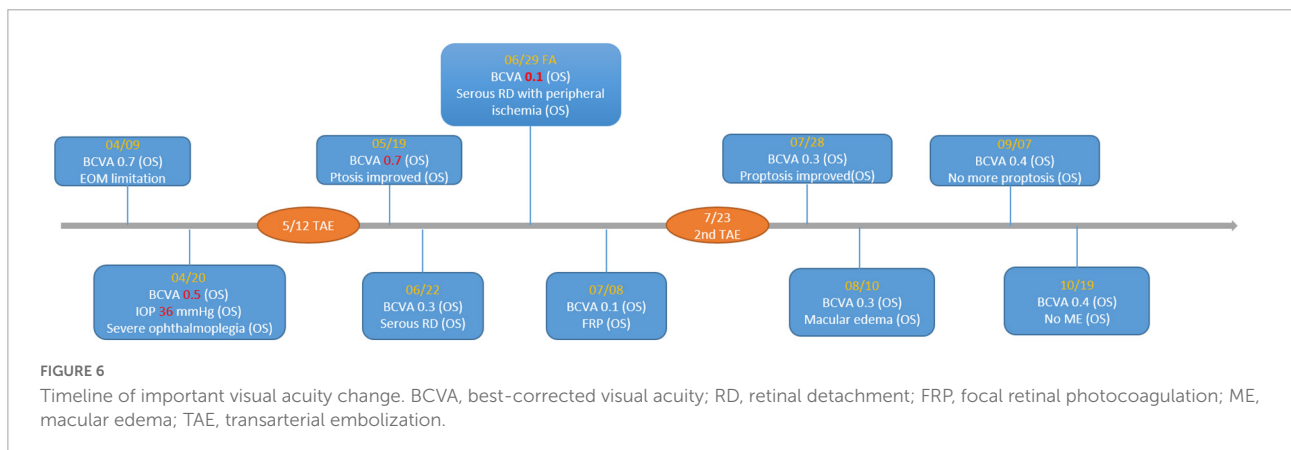 06/29 FA
BCVA 0.1 (OS)
Serous RD with peripheral
ischemia (OS)
04/09
BCVA 0.7 (OS)
EOM limitation
05/19
BCVA 0.7 (OS)
Ptosis improved (OS)
07/28
BCVA 0.3 (OS)
Proptosis improved(OS)
09/07
BCVA 0.4 (OS)
No more proptosis (OS)
5/12 TAE
7/23
2nd TAE
04/20
BCVA 0.5 (OS)
IOP 36 mmHg (OS)
Severe ophthalmoplegia (OS)
06/22
BCVA 0.3 (OS)
Serous RD (OS)
07/08
BCVA 0.1 (OS)
FRP (OS)
08/10
BCVA 0.3 (OS)
Macular edema (OS)
10/19
BCVA 0.4 (OS)
No ME (OS)
FIGURE 6
Timeline of important visual acuity change. BCVA, best-corrected visual acuity; RD, retinal detachment; FRP, focal retinal photocoagulation; ME,
macular edema; TAE, transarterial embolization.